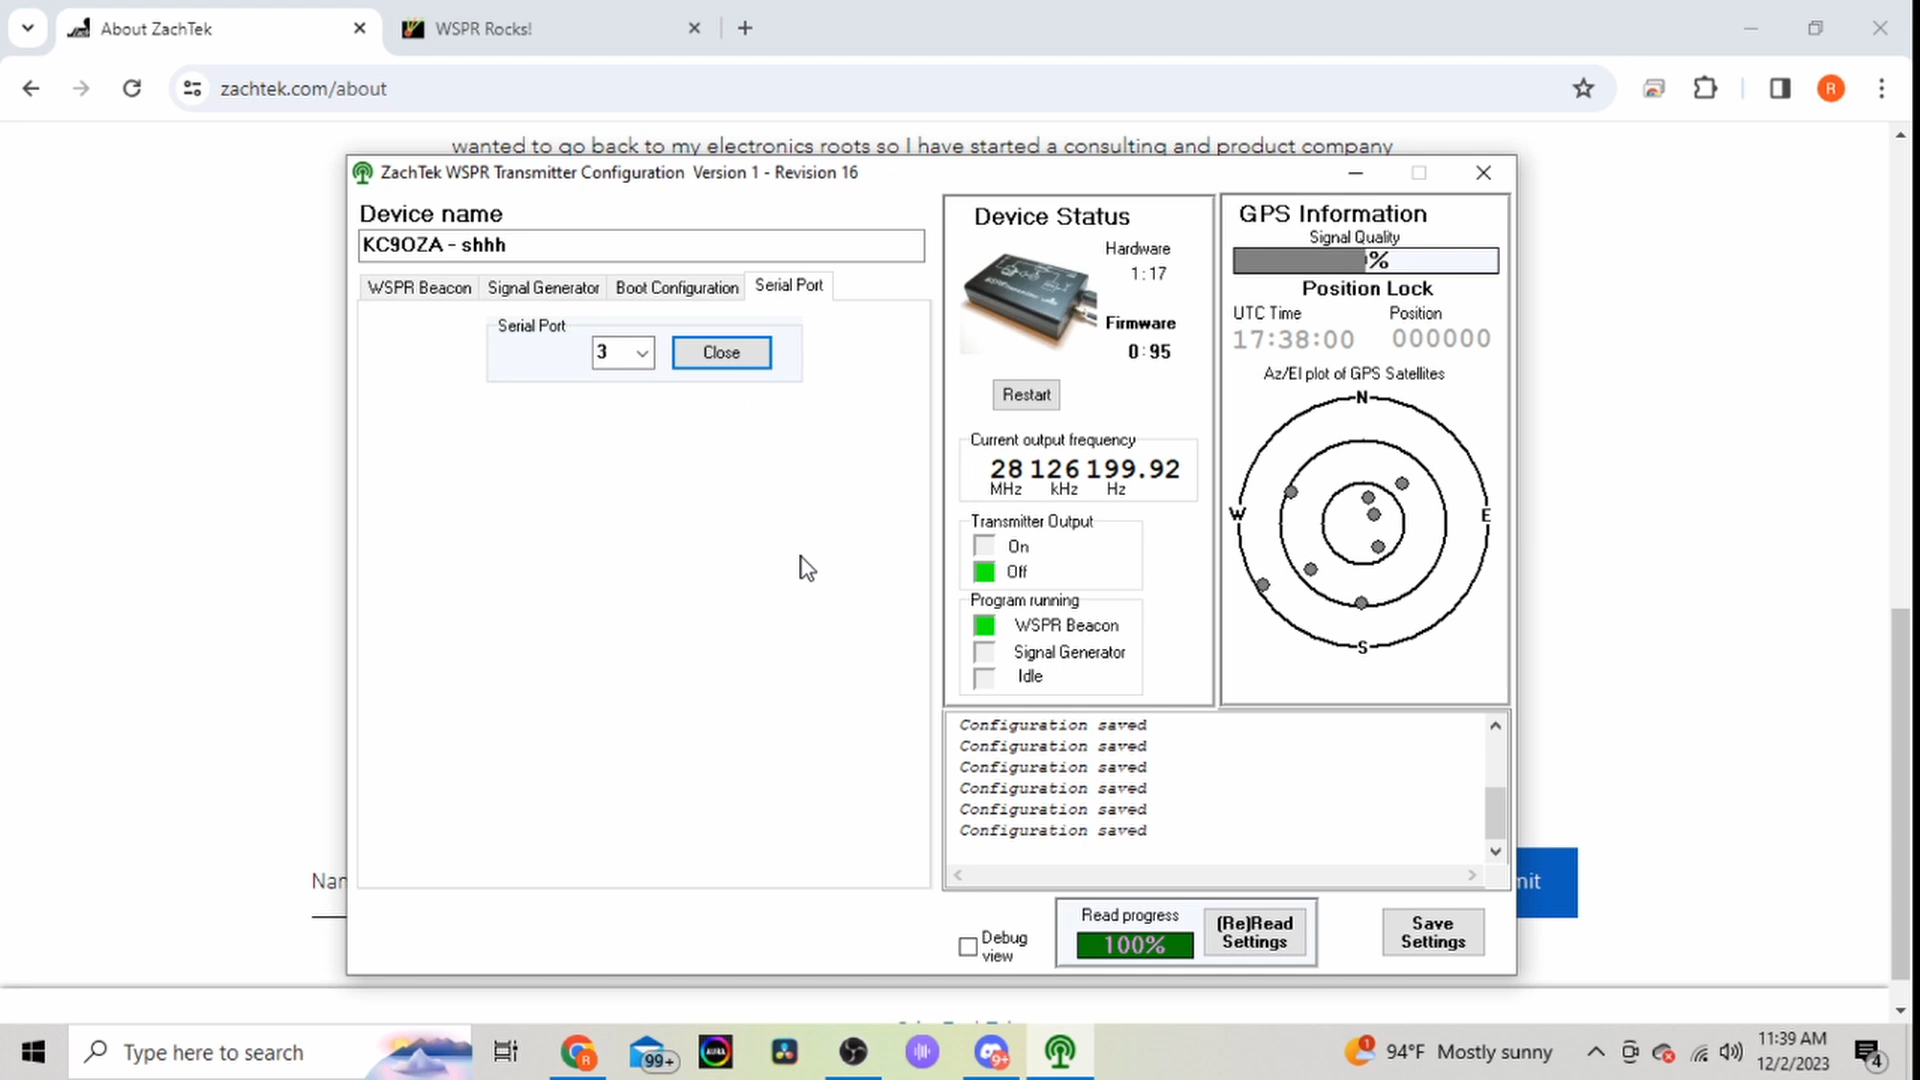 About ZachTek
WSPR Rocks!
zachtek.com/about
R
wanted to go back to my electronics roots so I have started a consulting and product company
ZachTek WSPR Transmitter Configuration Version 1 - Revision 16
Device name
KC9OZA - shhh
WSPR Beacon
Signal Generator
Boot Configuration
Serial Port
Serial Port
3
Close
Device Status
Hardware
1:17
Firmware
0:95
Restart
Current output frequency
28 126 199.92
MHz kHz Hz
Transmitter Output
On
Off
Program running
WSPR Beacon
Signal Generator
Idle
GPS Information
Signal Quality
%
Position Lock
UTC Time Position
17:38:00 000000
Az/El plot of GPS Satellites
N
W
E
S
Configuration saved
Configuration saved
Configuration saved
Configuration saved
Configuration saved
Configuration saved
Nam
mit
Debug
view
Read progress
100%
(Re)Read
Settings
Save
Settings
Type here to search
R
99+
AURA
9+
1
94°F Mostly sunny
11:39 AM
12/2/2023
4